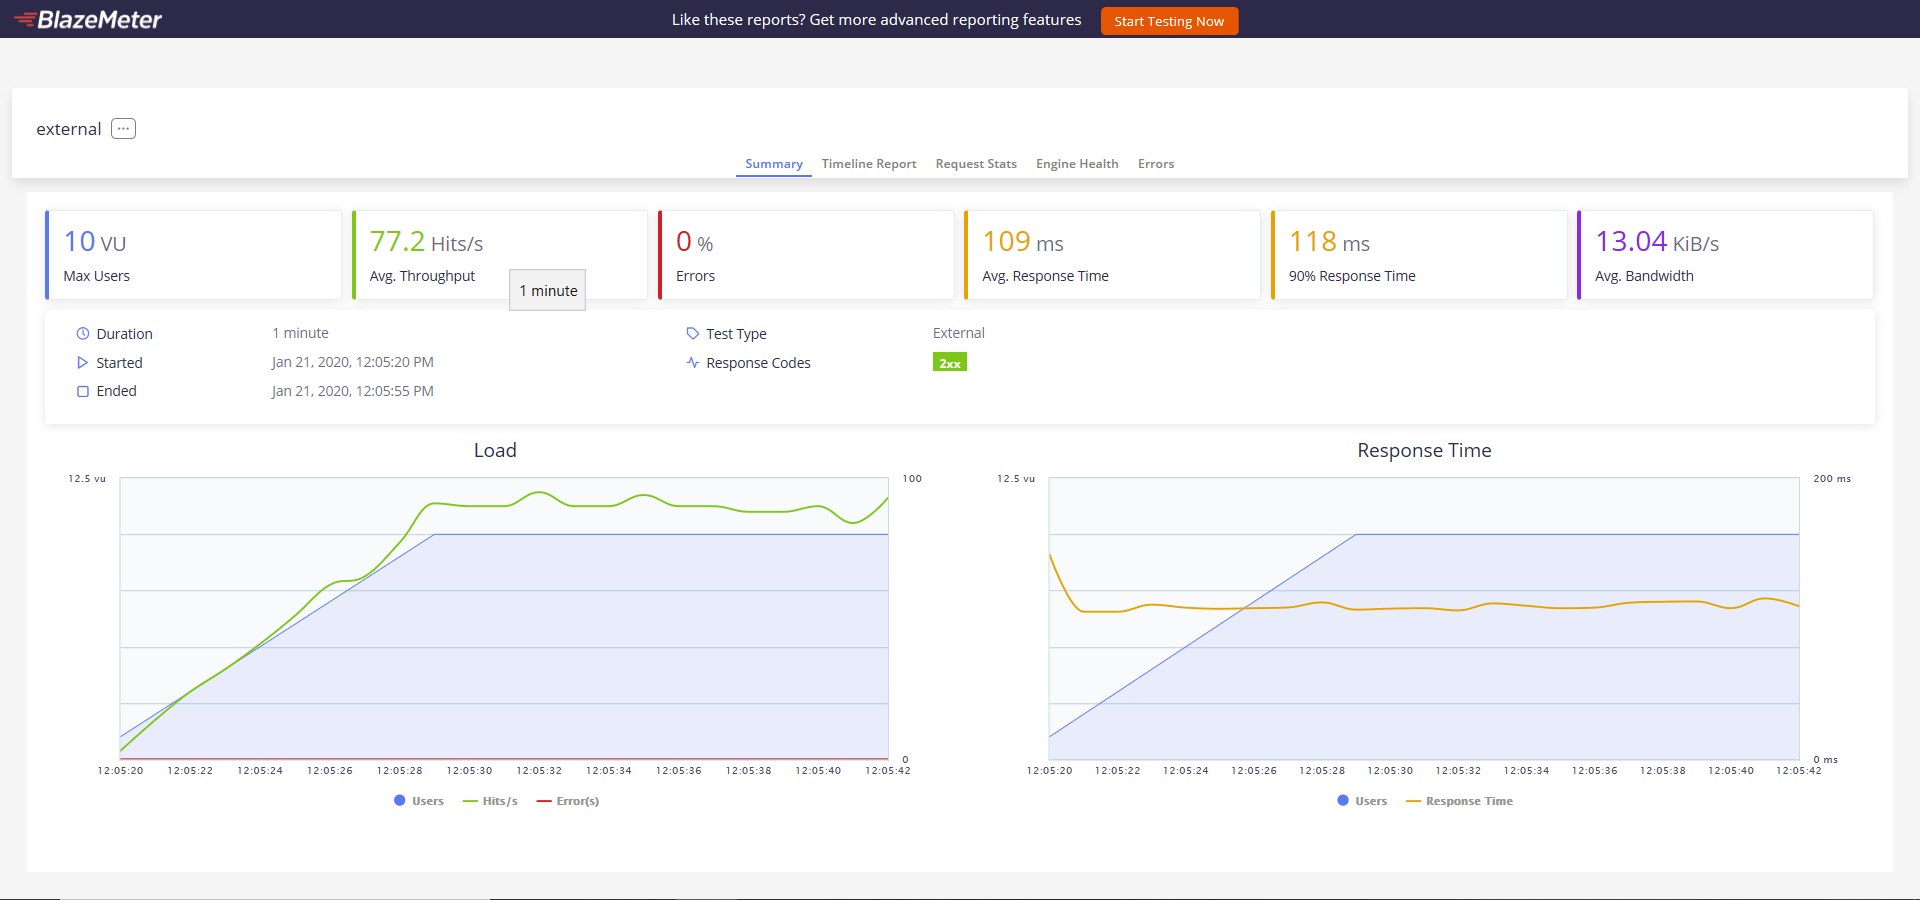 BlazeMeter
Like these reports? Get more advanced reporting features
Start Testing Now
external
Summary Timeline Report Request Stats Engine Health Errors
10 VU
Max Users
77.2 Hits/s
Avg. Throughput
0 %
Errors
109 ms
Avg. Response Time
118 ms
90% Response Time
13.04 KiB/s
Avg. Bandwidth
1 minute
Duration 1 minute
Started Jan 21, 2020, 12:05:20 PM
Ended Jan 21, 2020, 12:05:55 PM
Test Type External
Response Codes 2xx
Load
12.5 vu
100
0
12:05:20 12:05:22 12:05:24 12:05:26 12:05:28 12:05:30 12:05:32 12:05:34 12:05:36 12:05:38 12:05:40 12:05:42
Users Hits/s Error(s)
Response Time
12.5 vu
200 ms
0 ms
12:05:20 12:05:22 12:05:24 12:05:26 12:05:28 12:05:30 12:05:32 12:05:34 12:05:36 12:05:38 12:05:40 12:05:42
Users Response Time